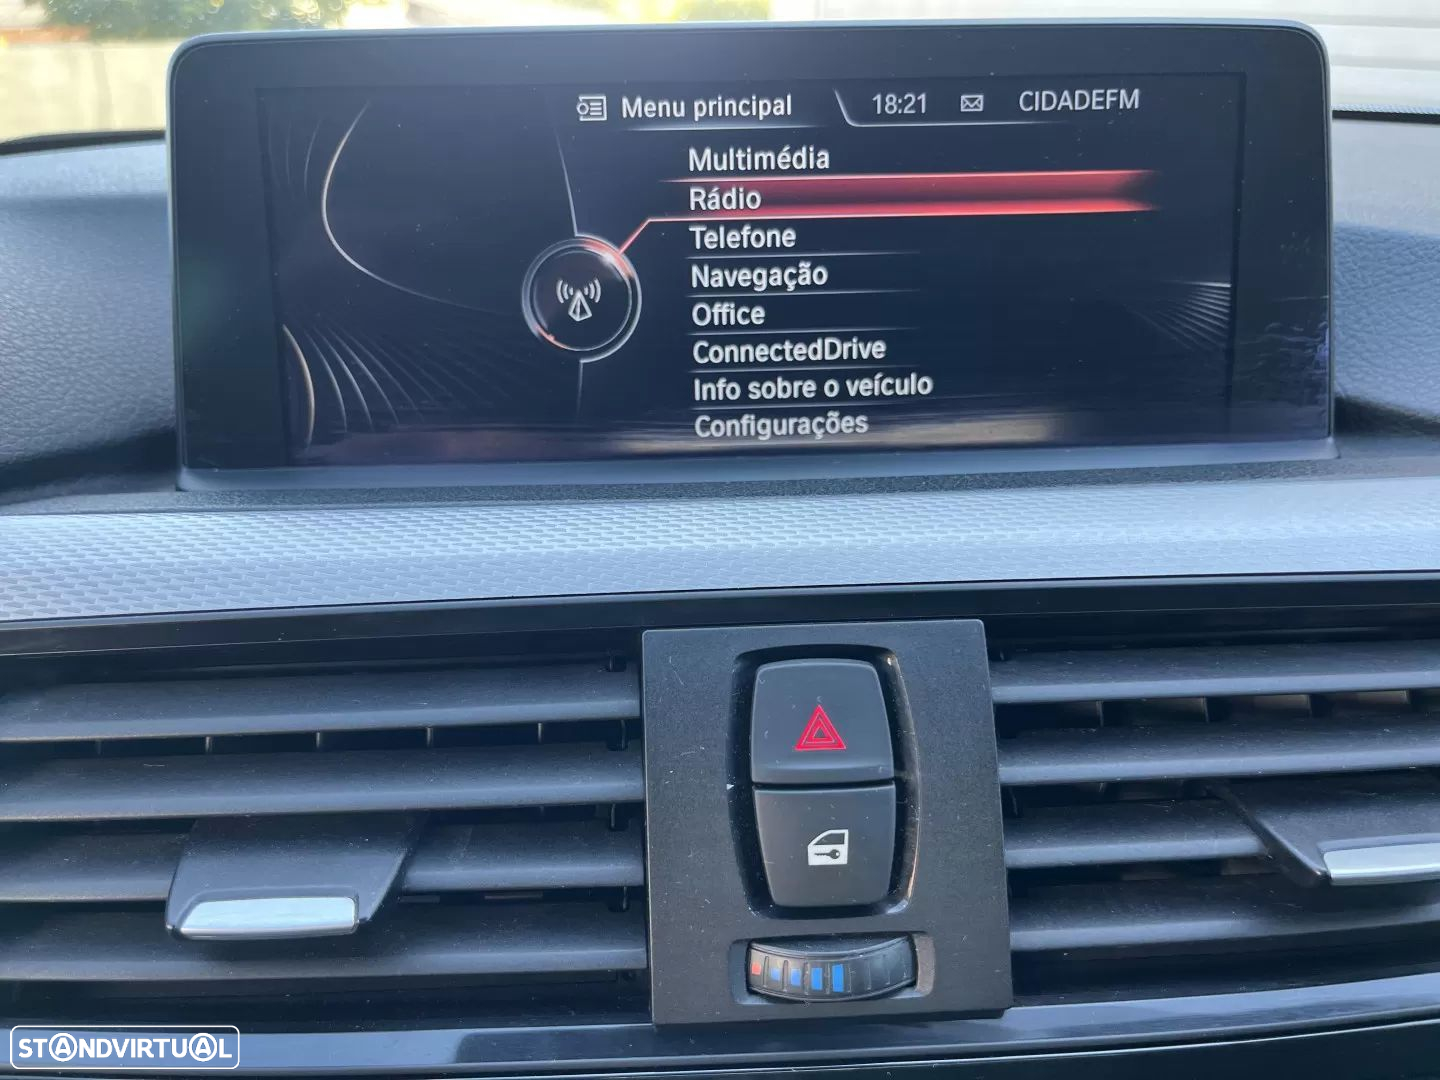 Menu principal 18:21 CIDADEFM
Multimédia
Rádio
Telefone
Navegação
Office
ConnectedDrive
Info sobre o veículo
Configurações
STANDVIRTUAL